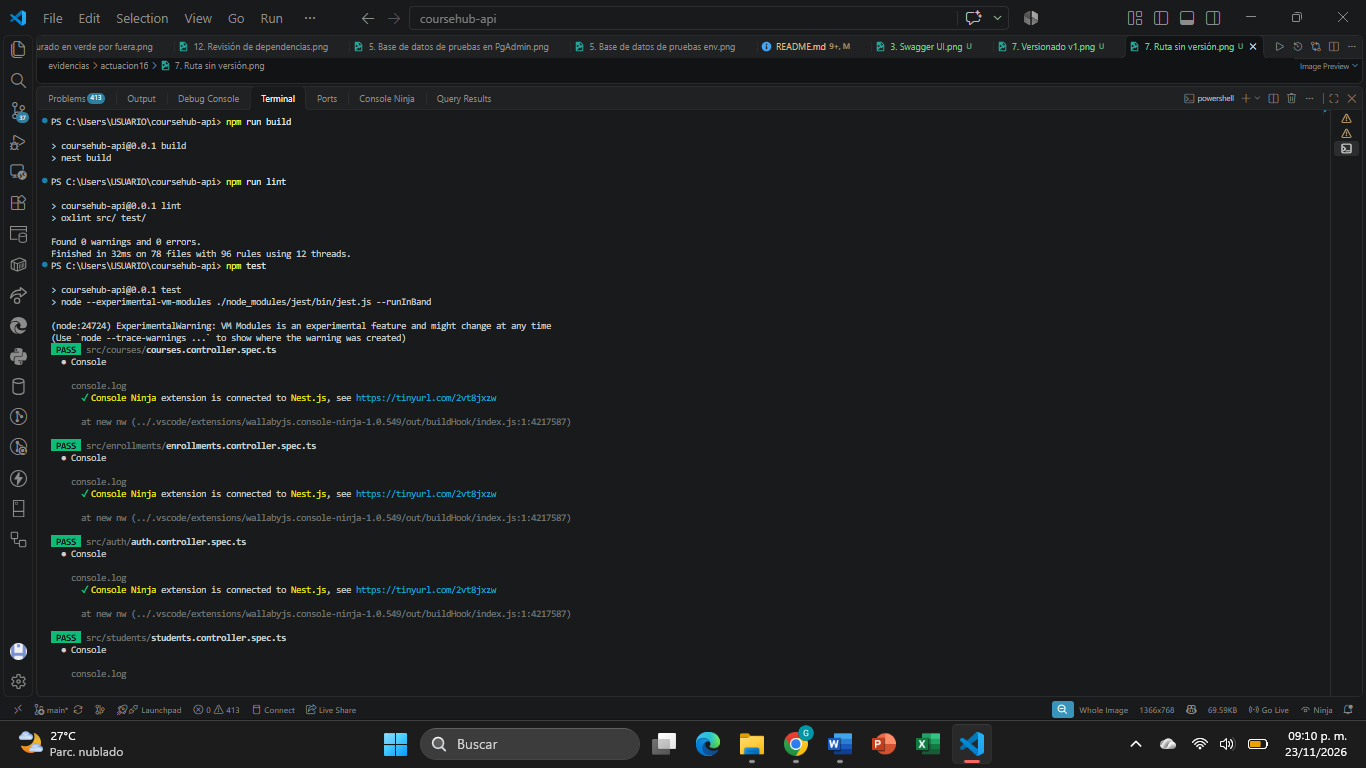 File Edit Selection View Go Run ··· coursehub-api
urado en verde por fuera.png 12. Revisión de dependencias.png 5. Base de datos de pruebas en PgAdmin.png 5. Base de datos de pruebas env.png README.md 9+, M 3. Swagger UI.png U 7. Versionado v1.png U 7. Ruta sin versión.png U
evidencias > actuacion16 > 7. Ruta sin versión.png Image Preview
Problems 413 Output Debug Console Terminal Ports Console Ninja Query Results powershell
PS C:\Users\USUARIO\coursehub-api> npm run build
> coursehub-api@0.0.1 build
> nest build
PS C:\Users\USUARIO\coursehub-api> npm run lint
> coursehub-api@0.0.1 lint
> oxlint src/ test/
Found 0 warnings and 0 errors.
Finished in 32ms on 78 files with 96 rules using 12 threads.
PS C:\Users\USUARIO\coursehub-api> npm test
> coursehub-api@0.0.1 test
> node --experimental-vm-modules ./node_modules/jest/bin/jest.js --runInBand
(node:24724) ExperimentalWarning: VM Modules is an experimental feature and might change at any time
(Use `node --trace-warnings ...` to show where the warning was created)
PASS src/courses/courses.controller.spec.ts
● Console
console.log
✓ Console Ninja extension is connected to Nest.js, see https://tinyurl.com/2vt8jxzw
at new nw (../.vscode/extensions/wallabyjs.console-ninja-1.0.549/out/buildHook/index.js:1:4217587)
PASS src/enrollments/enrollments.controller.spec.ts
● Console
console.log
✓ Console Ninja extension is connected to Nest.js, see https://tinyurl.com/2vt8jxzw
at new nw (../.vscode/extensions/wallabyjs.console-ninja-1.0.549/out/buildHook/index.js:1:4217587)
PASS src/auth/auth.controller.spec.ts
● Console
console.log
✓ Console Ninja extension is connected to Nest.js, see https://tinyurl.com/2vt8jxzw
at new nw (../.vscode/extensions/wallabyjs.console-ninja-1.0.549/out/buildHook/index.js:1:4217587)
PASS src/students/students.controller.spec.ts
● Console
console.log
37
main* Launchpad 0 413 Connect Live Share Whole Image 1366x768 69.59KB Go Live Ninja
27°C
Parc. nublado
Buscar
G
09:10 p. m.
23/11/2026